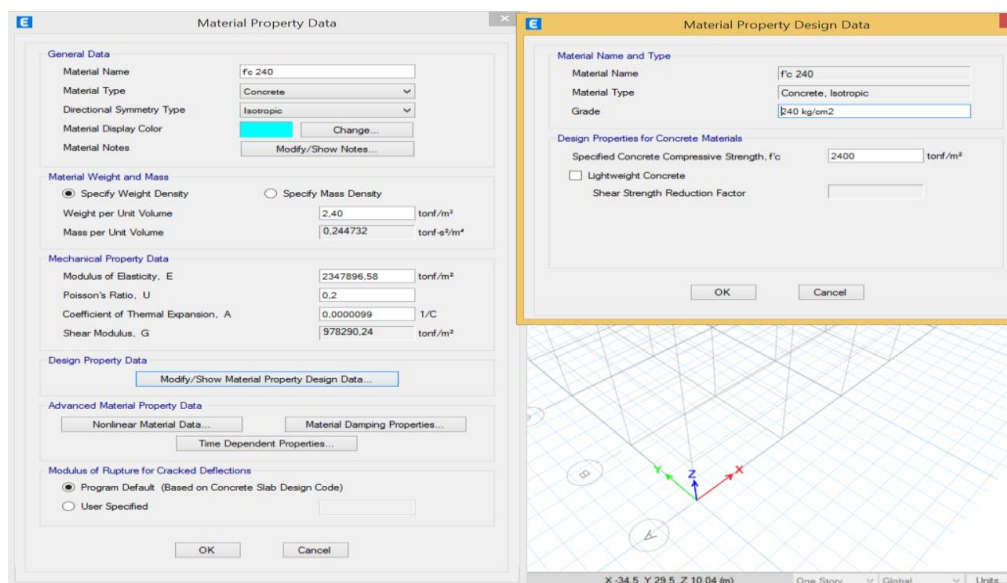 E Material Property Data ×
General Data
Material Name f'c 240
Material Type Concrete
Directional Symmetry Type Isotropic
Material Display Color Change...
Material Notes Modify/Show Notes...
Material Weight and Mass
Specify Weight Density Specify Mass Density
Weight per Unit Volume 2,40 tonf/m³
Mass per Unit Volume 0,244732 tonf-s²/m⁴
Mechanical Property Data
Modulus of Elasticity, E 2347896,58 tonf/m²
Poisson's Ratio, U 0,2
Coefficient of Thermal Expansion, A 0,0000099 1/C
Shear Modulus, G 978290,24 tonf/m²
Design Property Data
Modify/Show Material Property Design Data...
Advanced Material Property Data
Nonlinear Material Data... Material Damping Properties...
Time Dependent Properties...
Modulus of Rupture for Cracked Deflections
Program Default (Based on Concrete Slab Design Code)
User Specified
OK Cancel
E Material Property Design Data
Material Name and Type
Material Name f'c 240
Material Type Concrete, Isotropic
Grade 240 kg/cm2
Design Properties for Concrete Materials
Specified Concrete Compressive Strength, f'c 2400 tonf/m²
Lightweight Concrete
Shear Strength Reduction Factor
OK Cancel
Y Z X
B
A
X -34.5 Y 29.5 Z 10.04 (m) One Story Global Units